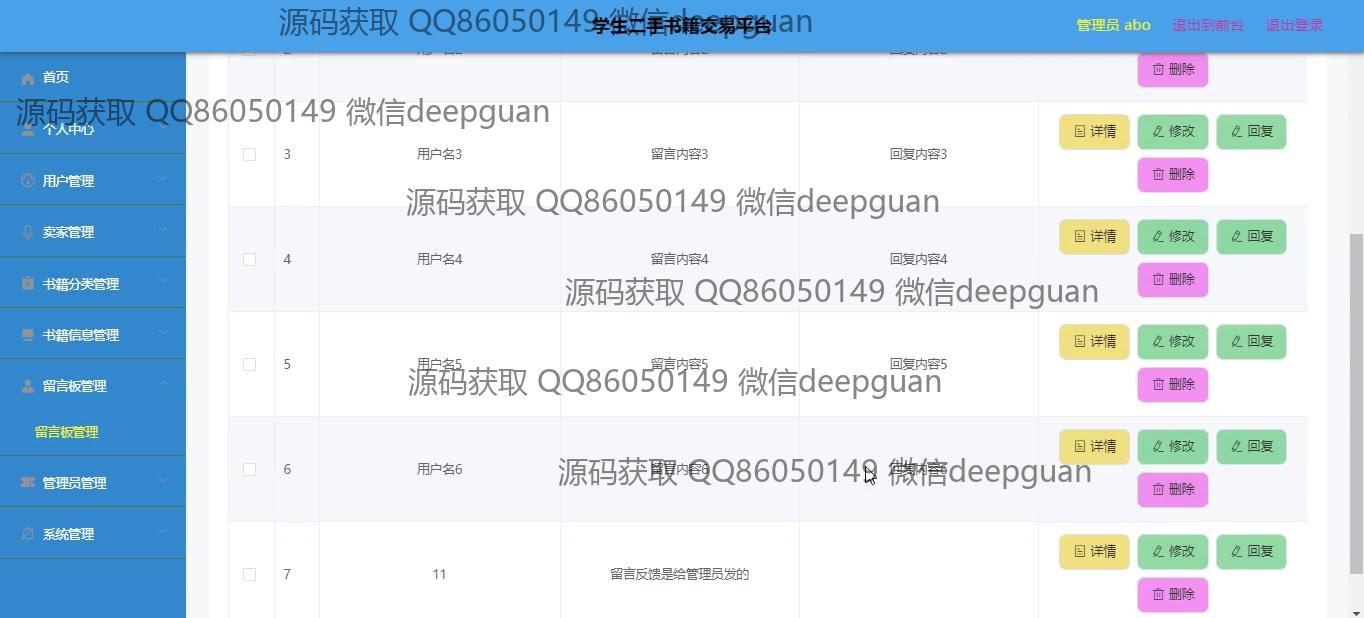 源码获取 QQ86050149 微信deepguan
学生二手书籍交易平台
管理员 abo 退出到前台 退出登录
首页
源码获取 QQ86050149 微信deepguan
个人中心
用户管理
卖家管理
书籍分类管理
书籍信息管理
留言板管理
留言板管理
管理员管理
系统管理
2 用户名2 留言内容2 回复内容2
删除
3 用户名3 留言内容3 回复内容3 详情 修改 回复
删除
源码获取 QQ86050149 微信deepguan
4 用户名4 留言内容4 回复内容4 详情 修改 回复
删除
源码获取 QQ86050149 微信deepguan
5 用户名5 留言内容5 回复内容5 详情 修改 回复
删除
源码获取 QQ86050149 微信deepguan
6 用户名6 留言内容6 回复内容6 详情 修改 回复
删除
源码获取 QQ86050149 微信deepguan
7 11 留言反馈是给管理员发的 详情 修改 回复
删除